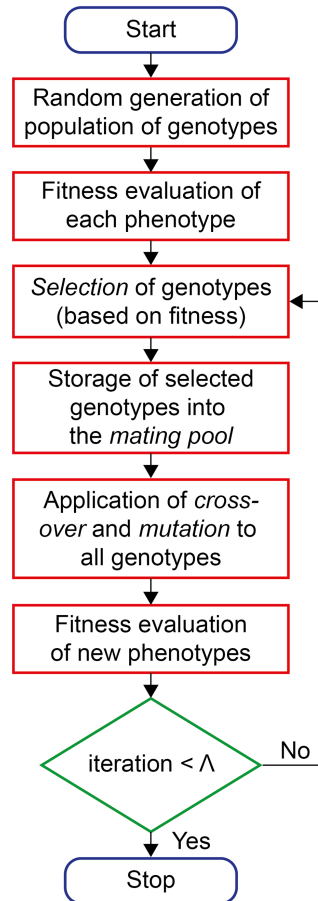 Start
Random generation of
population of genotypes
Fitness evaluation of
each phenotype
Selection of genotypes
(based on fitness)
Storage of selected
genotypes into
the mating pool
Application of cross-
over and mutation to
all genotypes
Fitness evaluation
of new phenotypes
iteration < Λ
No
Yes
Stop